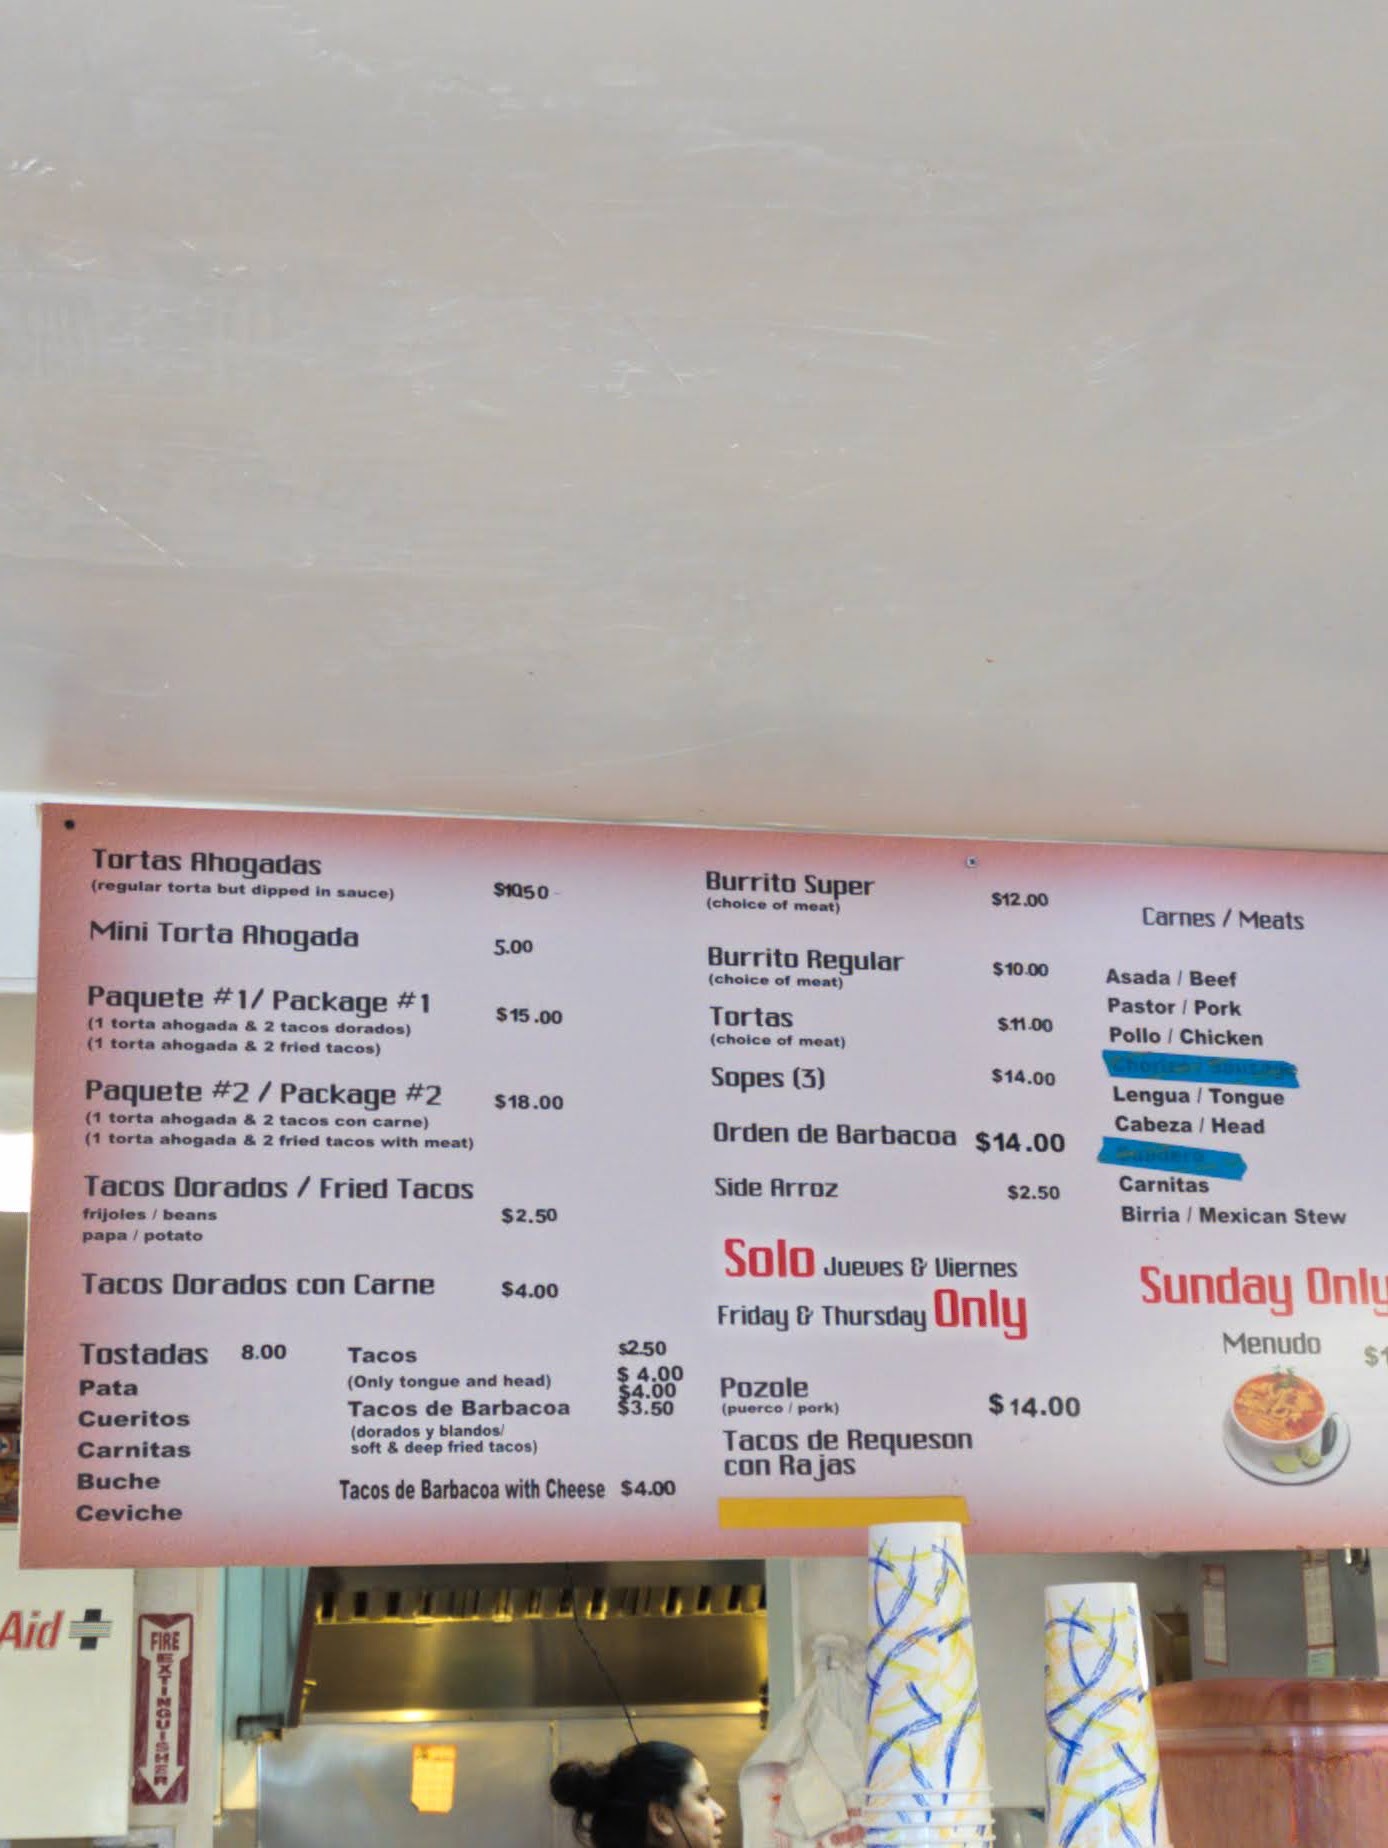 Tortas Ahogadas
(regular torta but dipped in sauce) $10.50
Mini Torta Ahogada 5.00
Paquete #1/ Package #1 $15.00
(1 torta ahogada & 2 tacos dorados)
(1 torta ahogada & 2 fried tacos)
Paquete #2 / Package #2 $18.00
(1 torta ahogada & 2 tacos con carne)
(1 torta ahogada & 2 fried tacos with meat)
Tacos Dorados / Fried Tacos
frijoles / beans $2.50
papa / potato
Tacos Dorados con Carne $4.00
Tostadas 8.00
Pata
Cueritos
Carnitas
Buche
Ceviche
Tacos $2.50
(Only tongue and head) $ 4.00
$4.00
Tacos de Barbacoa $3.50
(dorados y blandos/
soft & deep fried tacos)
Tacos de Barbacoa with Cheese $4.00
Burrito Super $12.00
(choice of meat)
Burrito Regular $10.00
(choice of meat)
Tortas $.11.00
(choice of meat)
Sopes (3) $14.00
Orden de Barbacoa $14.00
Side Arroz $2.50
Solo Jueves & Viernes
Friday & Thursday Only
Pozole $14.00
(puerco / pork)
Tacos de Requeson
con Rajas
Carnes / Meats
Asada / Beef
Pastor / Pork
Pollo / Chicken
Chorizo / Sausage
Lengua / Tongue
Cabeza / Head
Carnitas
Birria / Mexican Stew
Sunday Only
Menudo $1
Aid
FIRE
EXTINGUISHER